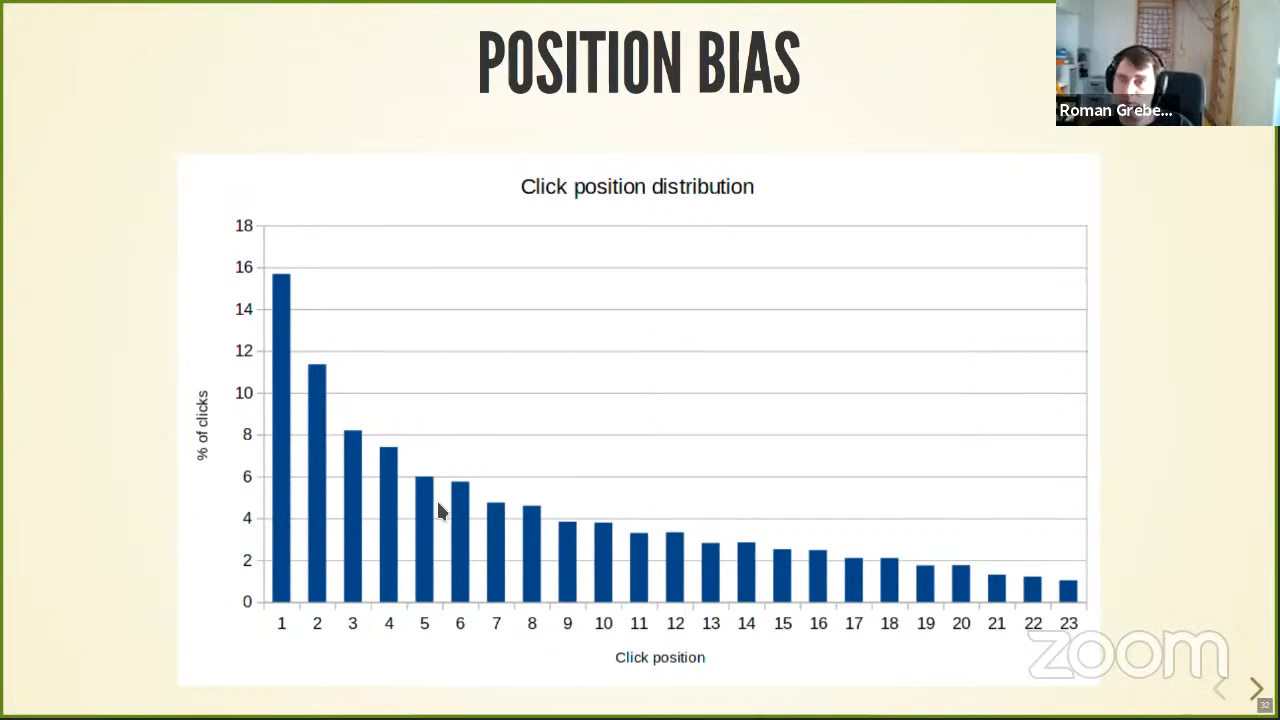 POSITION BIAS
Roman Grebe...
Click position distribution
% of clicks
18
16
14
12
10
8
6
4
2
0
1 2 3 4 5 6 7 8 9 10 11 12 13 14 15 16 17 18 19 20 21 22 23
Click position
zoom
32